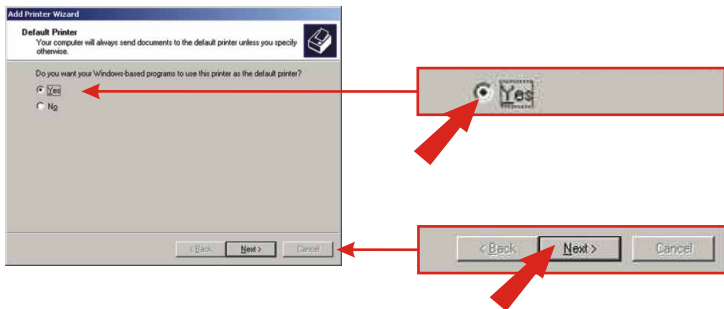 Add Printer Wizard
Default Printer
Your computer will always send documents to the default printer unless you specify
otherwise.
Do you want your Windows-based programs to use this printer as the default printer?
Yes
No
< Back
Next >
Cancel
Yes
< Back
Next >
Cancel